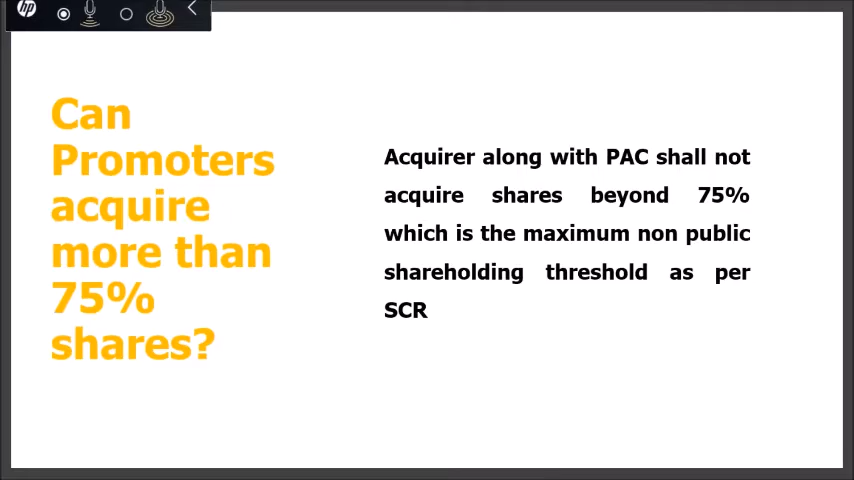 hp
Can
Promoters
acquire
more than
75%
shares?
Acquirer along with PAC shall not
acquire shares beyond 75%
which is the maximum non public
shareholding threshold as per
SCR